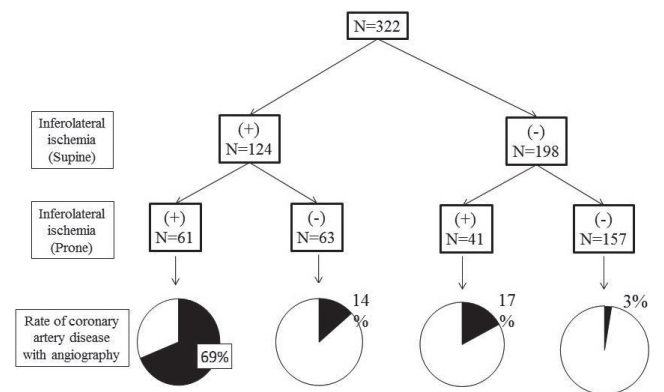 N=322
Inferolateral
ischemia
(Supine)
(+)
N=124
(-)
N=198
Inferolateral
ischemia
(Prone)
(+)
N=61
(-)
N=63
(+)
N=41
(-)
N=157
Rate of coronary
artery disease
with angiography
69%
14
%
17
%
3%